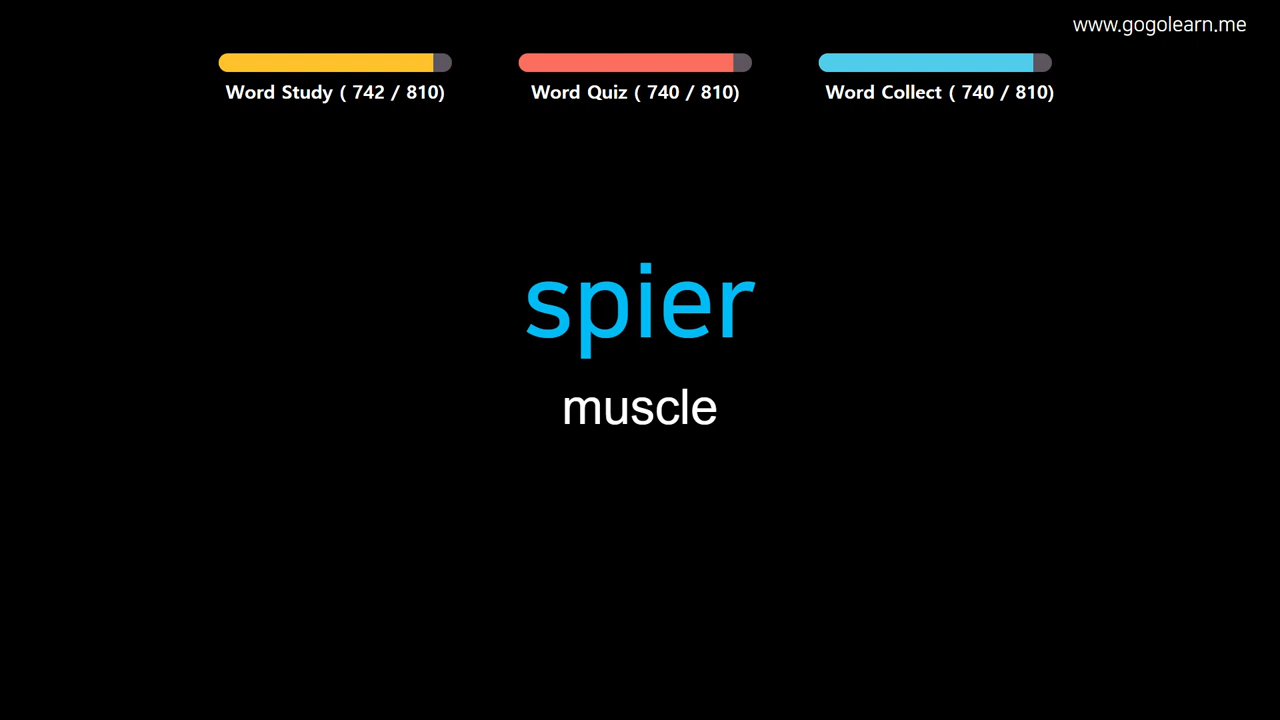 www.gogolearn.me
Word Study ( 742 / 810)
Word Quiz ( 740 / 810)
Word Collect ( 740 / 810)
spier
muscle